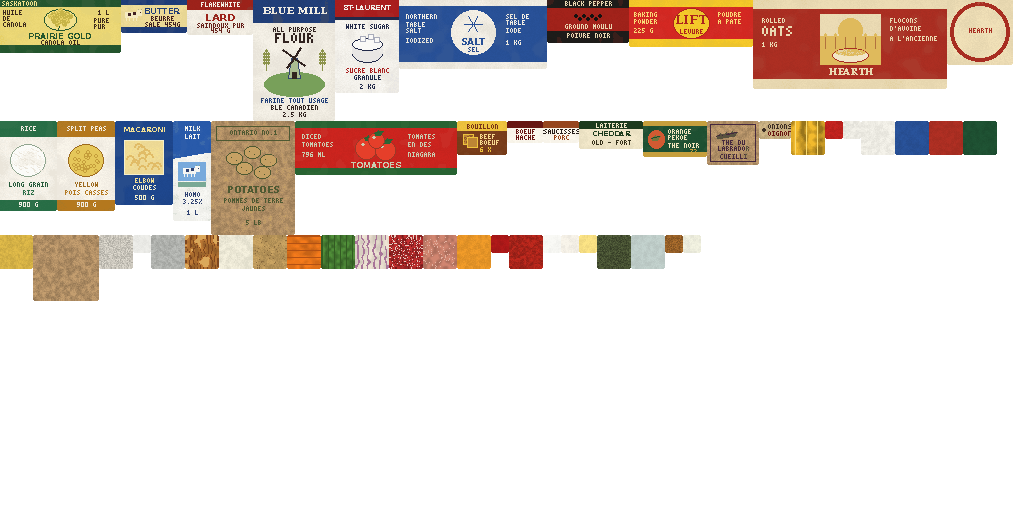 SASKATOON
HUILE
DE
CANOLA
1 L
PURE
PUR
PRAIRIE GOLD
CANOLA OIL
BUTTER
BEURRE
SALE 454G
FLAKEWHITE
LARD
SAINDOUX PUR
454 G
BLUE MILL
ALL PURPOSE
FLOUR
FARINE TOUT USAGE
BLE CANADIEN
2.5 KG
ST-LAURENT
WHITE SUGAR
SUCRE BLANC
GRANULE
2 KG
NORTHERN
TABLE
SALT
IODIZED
SALT
SEL
SEL DE
TABLE
IODE
1 KG
BLACK PEPPER
GROUND MOULU
POIVRE NOIR
BAKING
POWDER
225 G
LIFT
LEVURE
POUDRE
A PATE
ROLLED
OATS
1 KG
HEARTH
FLOCONS
D'AVOINE
A L'ANCIENNE
HEARTH
RICE
LONG GRAIN
RIZ
900 G
SPLIT PEAS
YELLOW
POIS CASSES
900 G
MACARONI
ELBOW
COUDES
500 G
MILK
LAIT
HOMO
3.25%
1 L
ONTARIO NO.1
POTATOES
POMMES DE TERRE
JAUNES
5 LB
DICED
TOMATOES
796 ML
TOMATOES
TOMATES
EN DES
NIAGARA
BOUILLON
BEEF
BOEUF
6 X
BOEUF
HACHE
SAUCISSES
PORC
LAITERIE
CHEDDAR
OLD - FORT
ORANGE
PEKOE
THE NOIR
THE DU
LABRADOR
CUEILLI
ONIONS
OIGNONS